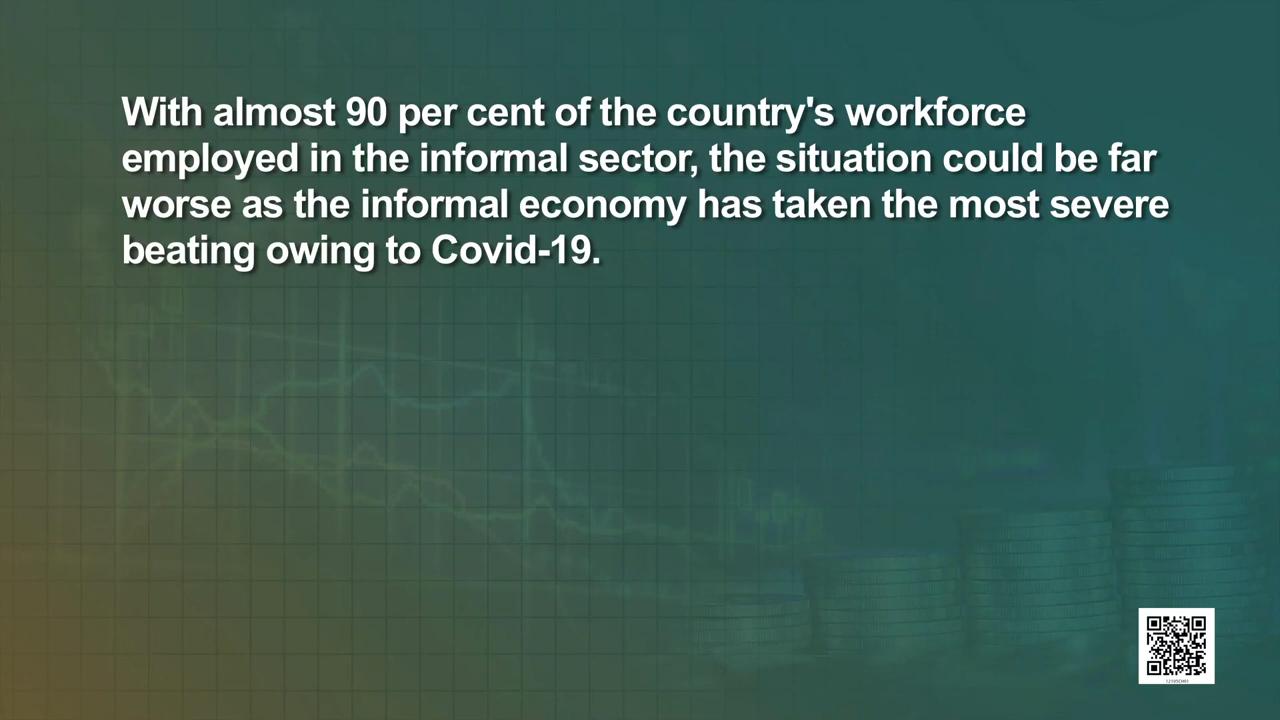 With almost 90 per cent of the country's workforce
employed in the informal sector, the situation could be far
worse as the informal economy has taken the most severe
beating owing to Covid-19.